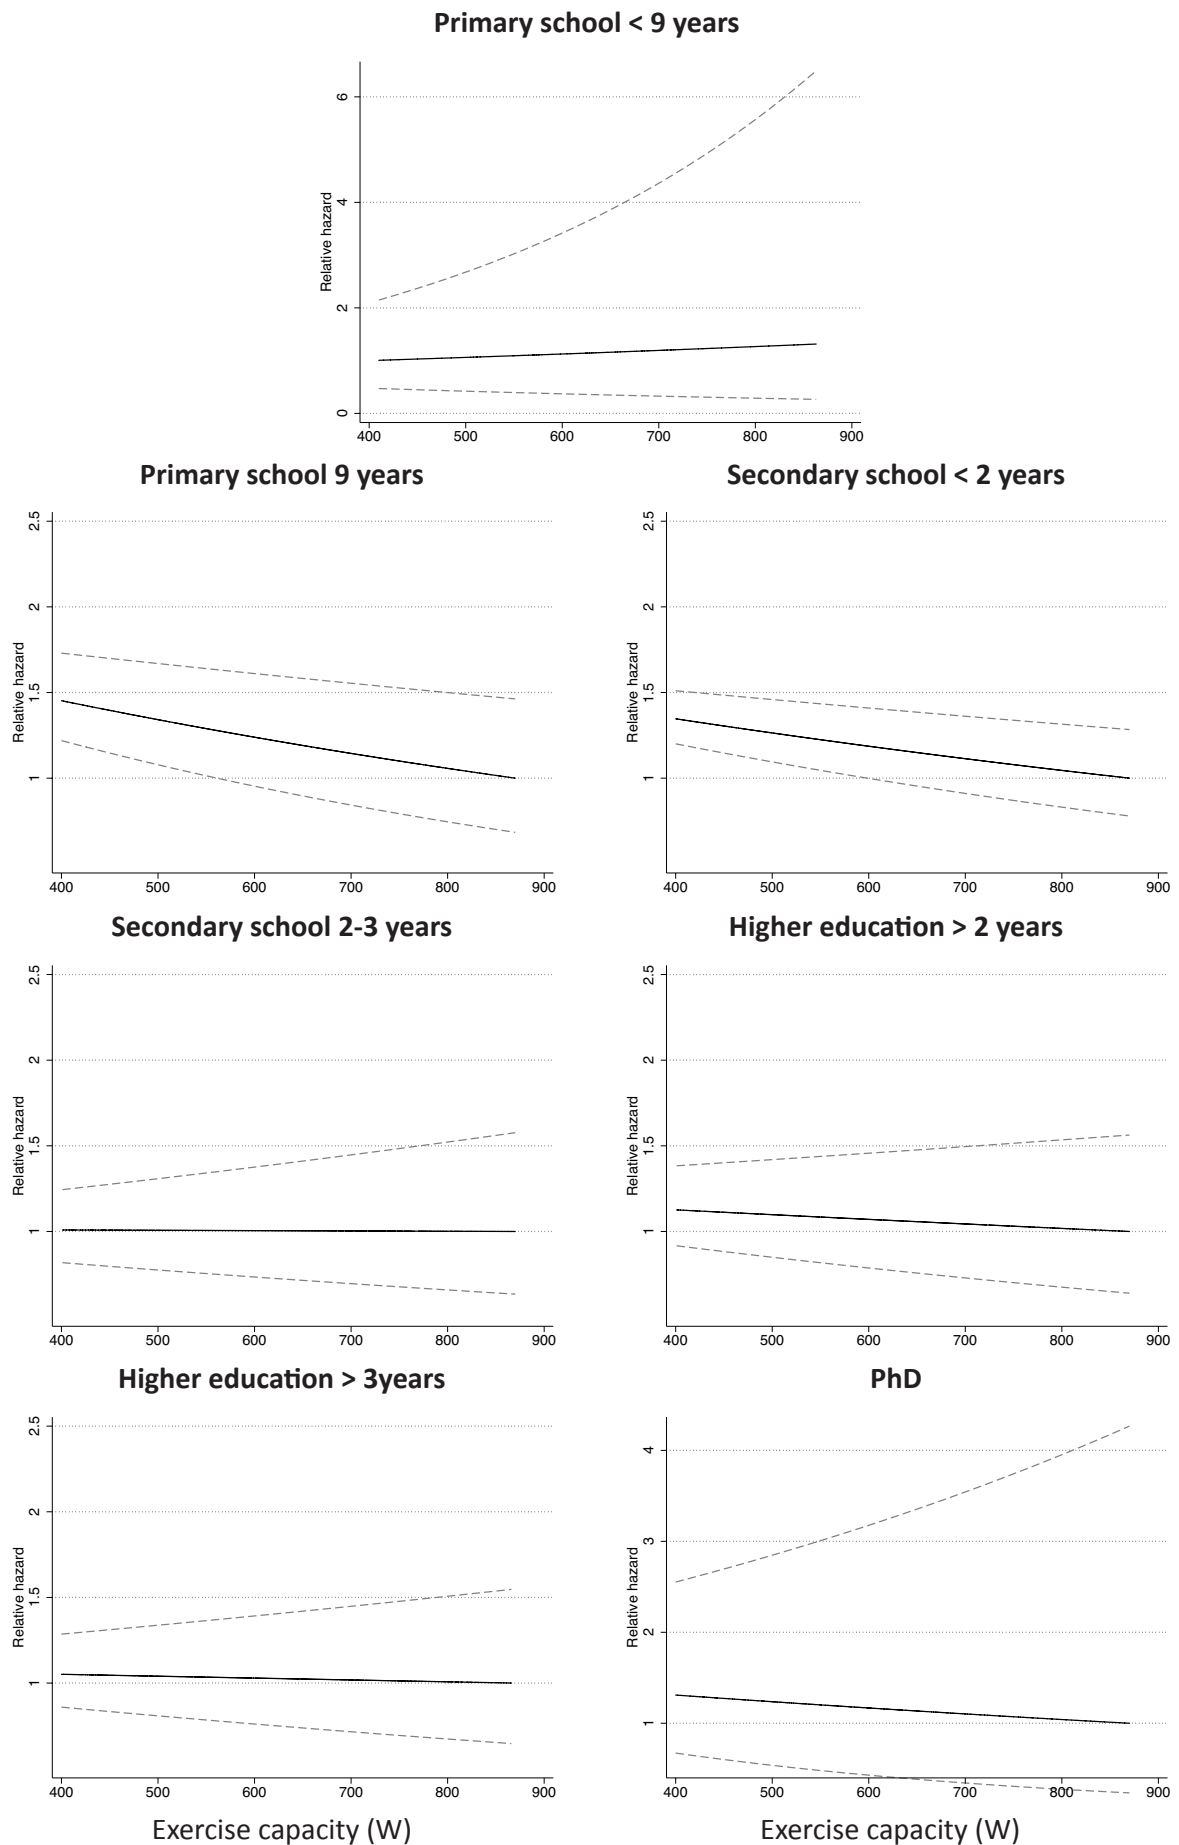 Primary school < 9 years
Relative hazard
6
4
2
0
400 500 600 700 800 900
Primary school 9 years
Relative hazard
2.5
2
1.5
1
400 500 600 700 800 900
Secondary school < 2 years
Relative hazard
2.5
2
1.5
1
400 500 600 700 800 900
Secondary school 2-3 years
Relative hazard
2.5
2
1.5
1
400 500 600 700 800 900
Higher education > 2 years
Relative hazard
2.5
2
1.5
1
400 500 600 700 800 900
Higher education > 3years
Relative hazard
2.5
2
1.5
1
400 500 600 700 800 900
Exercise capacity (W)
PhD
Relative hazard
4
3
2
1
400 500 600 700 800 900
Exercise capacity (W)